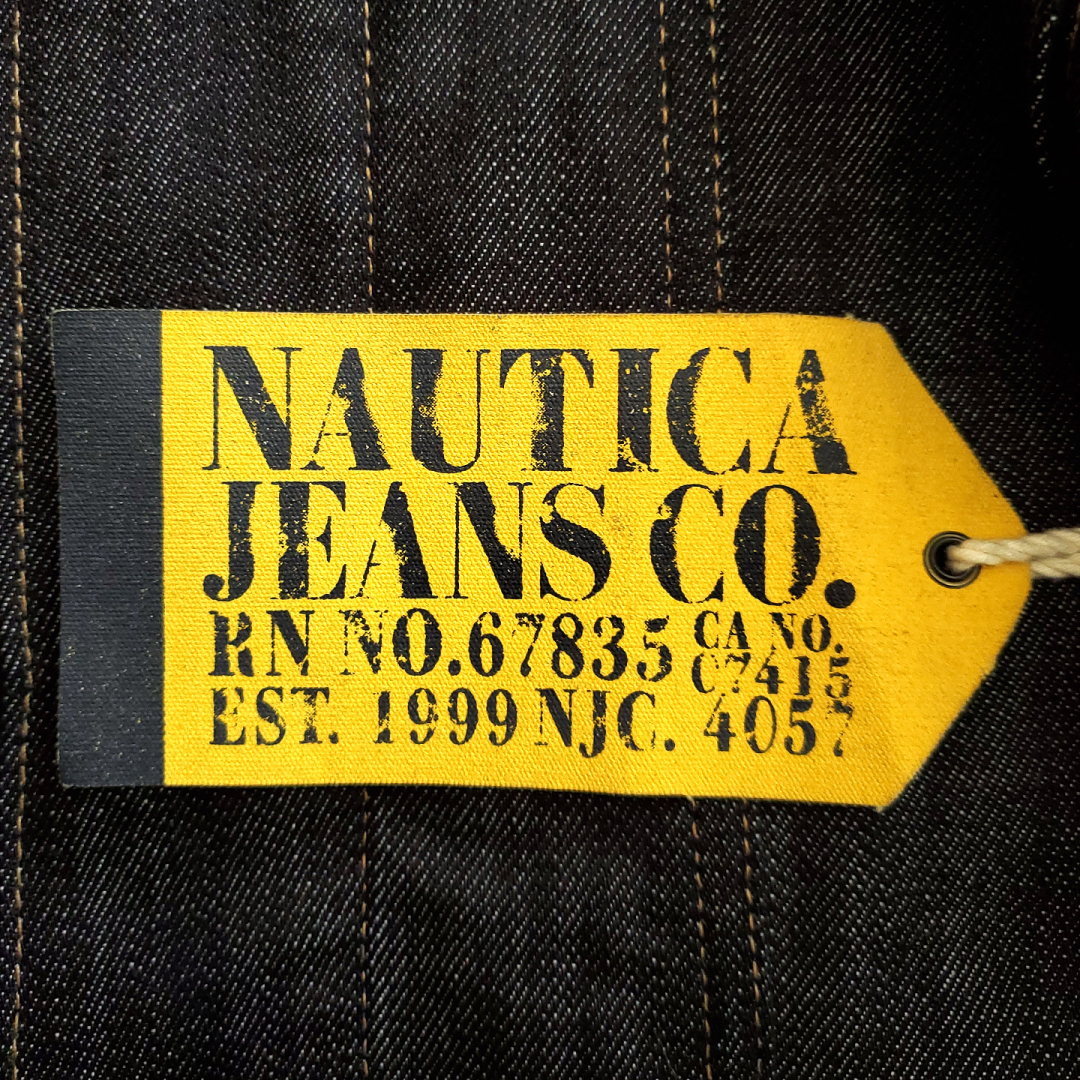 NAUTICA
JEANS CO.
RN NO.67835 CA NO. C7415
EST. 1999 NJC. 4057